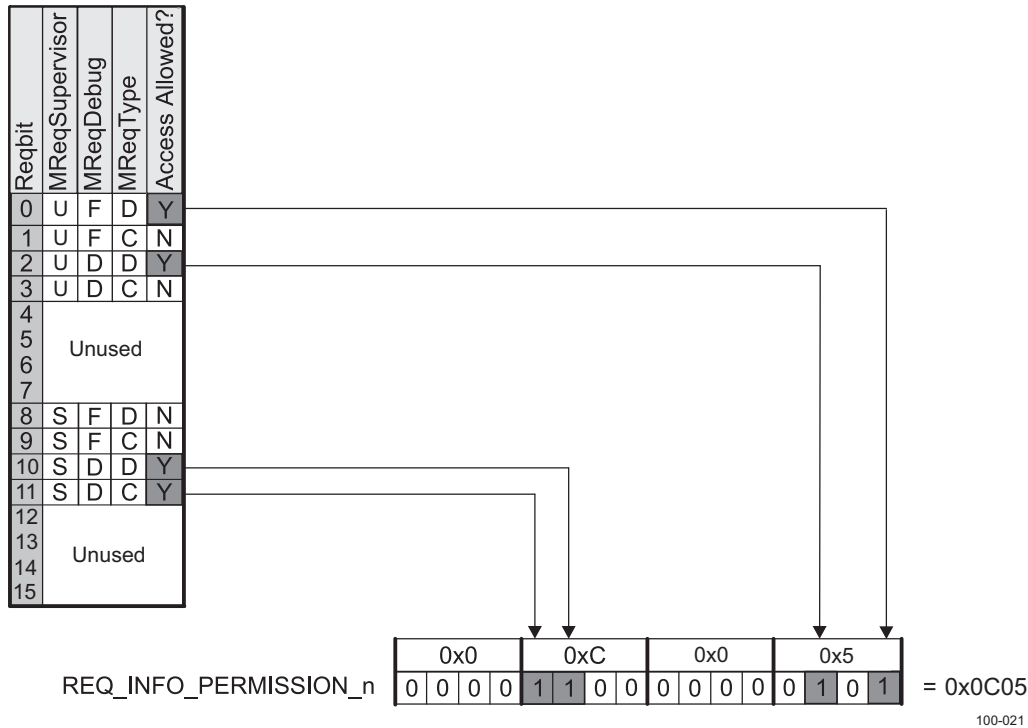 Reqbit MReqSupervisor MReqDebug MReqType Access Allowed?
0 U F D Y
1 U F C N
2 U D D Y
3 U D C N
4
5
Unused
6
7
8 S F D N
9 S F C N
10 S D D Y
11 S D C Y
12
13
Unused
14
15
0x0 0xC 0x0 0x5
REQ_INFO_PERMISSION_n 0 0 0 0 1 1 0 0 0 0 0 0 0 1 0 1 = 0x0C05
100-021